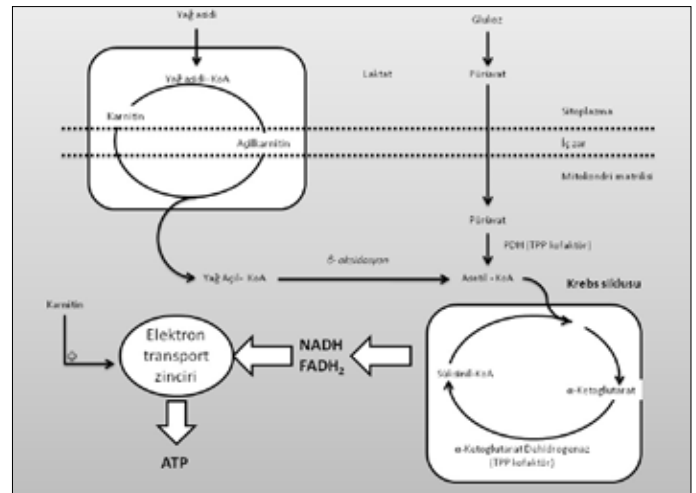 Yağ asidi
Glukoz
Yağ asidi - KoA
Laktat
Pürüvat
Karnitin
Sitoplazma
Açilkarnitin
İç zar
Mitokondri matriksi
Pürüvat
PDH (TPP kofaktör)
Yağ Açil - KoA
ß- oksidasyon
Asetil - KoA
Krebs siklusu
Karnitin
Elektron
transport
zinciri
NADH
FADH₂
Süksinil-KoA
α-Ketoglutarat
α-Ketoglutarat Dehidrogenaz
(TPP kofaktör)
ATP